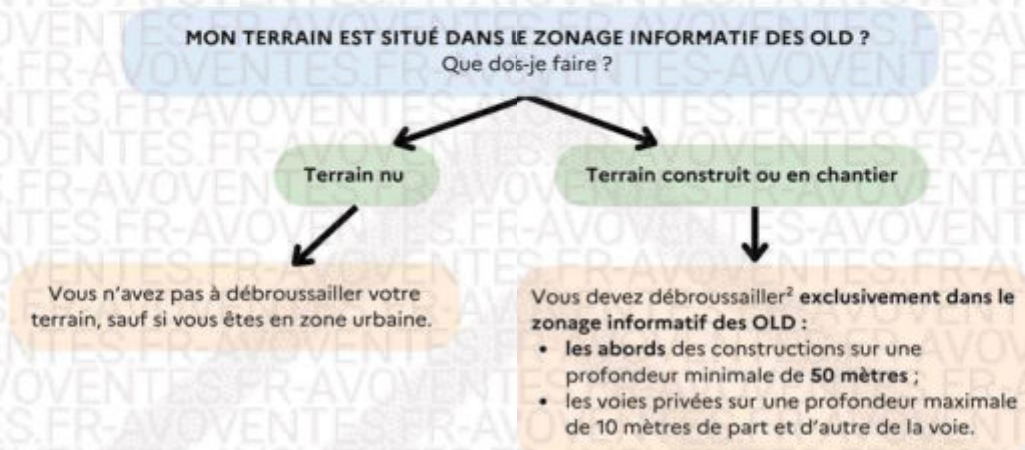 MON TERRAIN EST SITUÉ DANS LE ZONAGE INFORMATIF DES OLD ?
Que dois-je faire ?
Terrain nu
Terrain construit ou en chantier
Vous n'avez pas à débroussailler votre
terrain, sauf si vous êtes en zone urbaine.
Vous devez débroussailler² exclusivement dans le
zonage informatif des OLD :
• les abords des constructions sur une
profondeur minimale de 50 mètres ;
• les voies privées sur une profondeur maximale
de 10 mètres de part et d'autre de la voie.